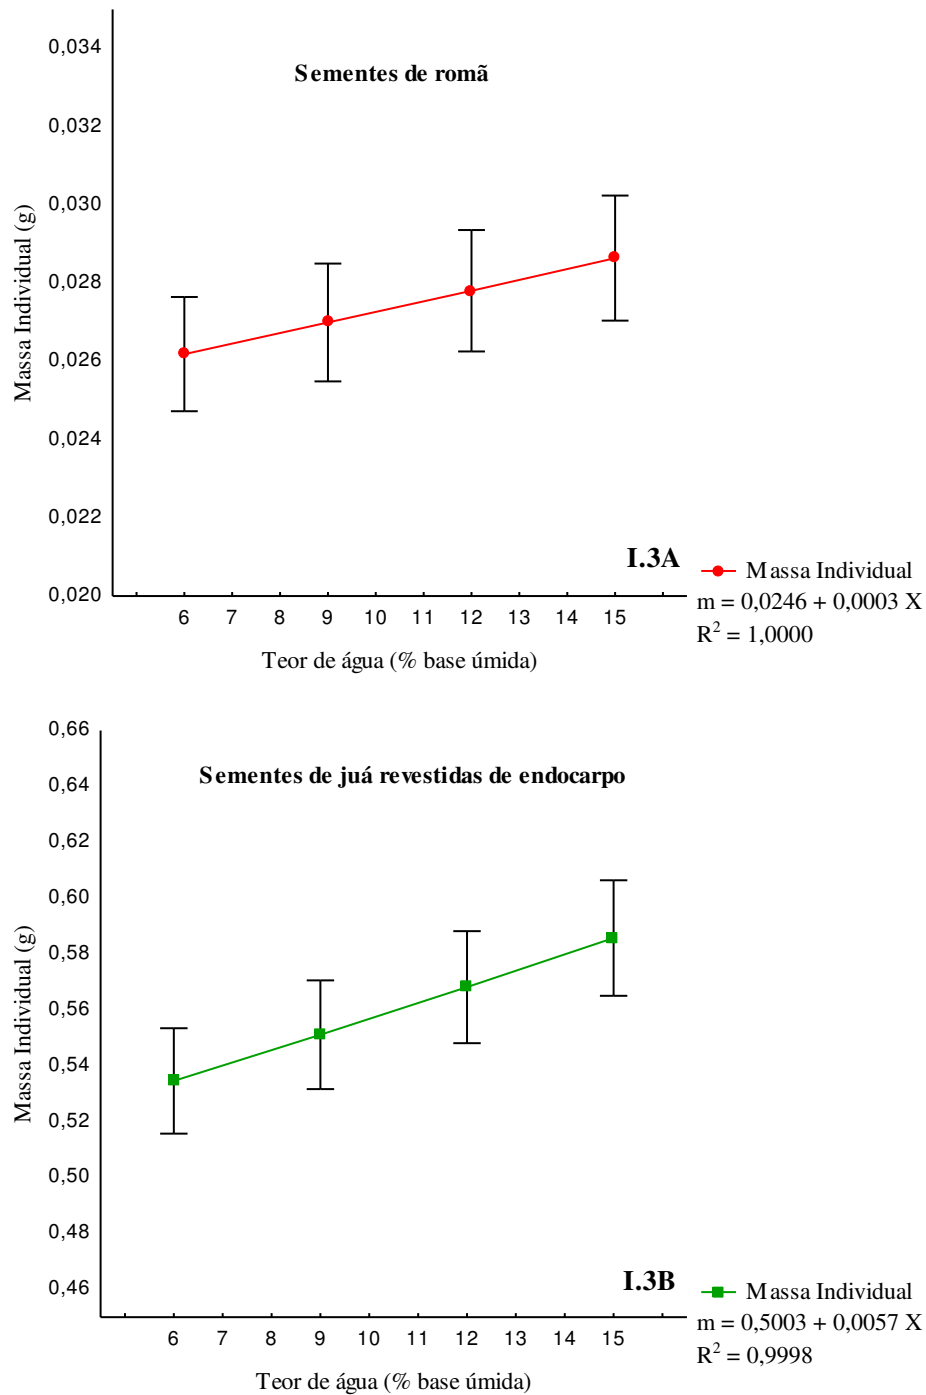 Sementes de romã
Massa Individual (g)
0,034
0,032
0,030
0,028
0,026
0,024
0,022
0,020
6 7 8 9 10 11 12 13 14 15
Teor de água (% base úmida)
I.3A
Massa Individual
m = 0,0246 + 0,0003 X
R² = 1,0000
Sementes de juá revestidas de endocarpo
Massa Individual (g)
0,66
0,64
0,62
0,60
0,58
0,56
0,54
0,52
0,50
0,48
0,46
6 7 8 9 10 11 12 13 14 15
Teor de água (% base úmida)
I.3B
Massa Individual
m = 0,5003 + 0,0057 X
R² = 0,9998